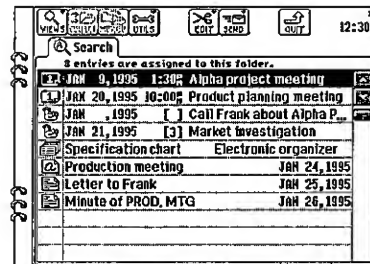 VIEWS UTILS EDIT SEND QUIT 12:30
Search
8 entries are assigned to this folder.
JAN 9,1995 1:30P Alpha project meeting
JAN 20,1995 10:00A Product planning meeting
JAN ,1995 [ ] Call Frank about Alpha P...
JAN 21,1995 [3] Market investigation
Specification chart Electronic organizer
Production meeting JAN 24,1995
Letter to Frank JAN 25,1995
Minute of PROD, MTG JAN 26,1995